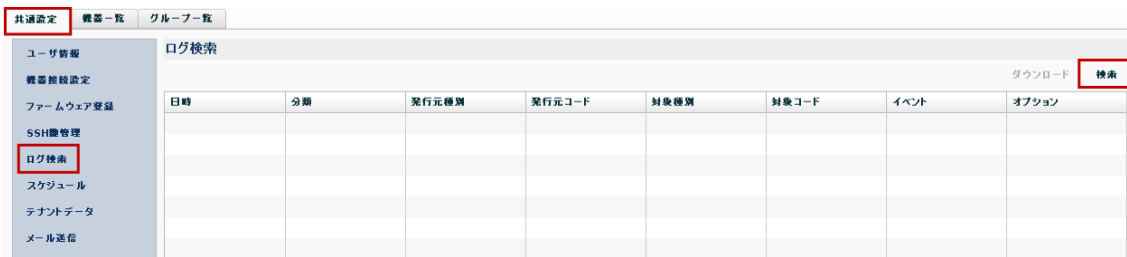 共通設定 機器一覧 グループ一覧
ユーザ情報
機器接続設定
ファームウェア登録
SSH鍵管理
ログ検索
スケジュール
テナントデータ
メール送信
ログ検索
ダウンロード 検索
日時 分類 発行元種別 発行元コード 対象種別 対象コード イベント オプション